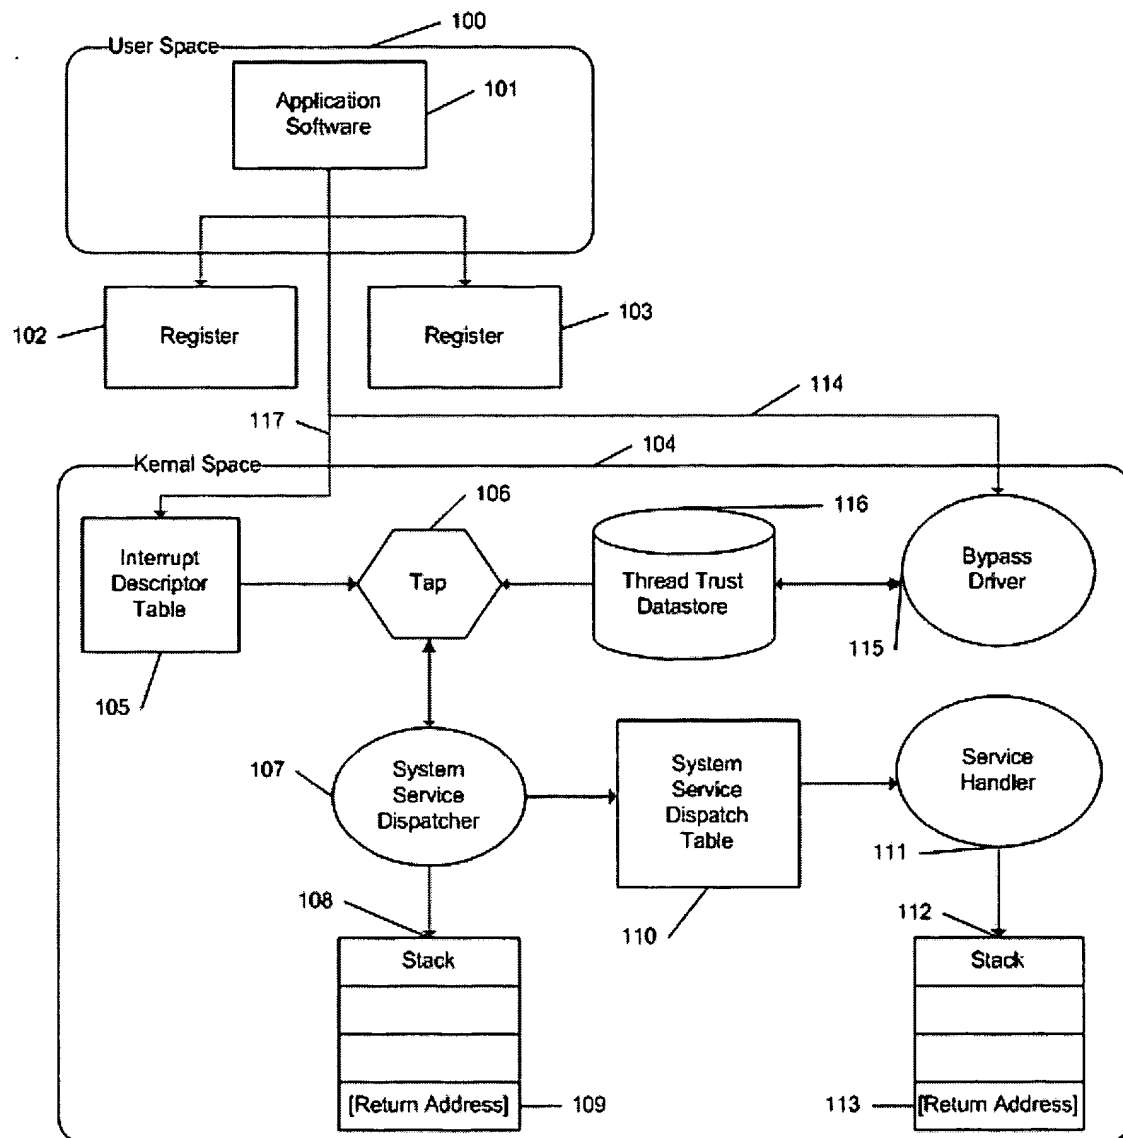 100
User Space
101
Application
Software
102
Register
Register
103
114
117
104
Kernal Space
106
116
Interrupt
Descriptor
Table
Tap
Thread Trust
Datastore
Bypass
Driver
115
105
107
System
Service
Dispatcher
System
Service
Dispatch
Table
Service
Handler
111
108
110
112
Stack
Stack
[Return Address]
109
113
[Return Address]